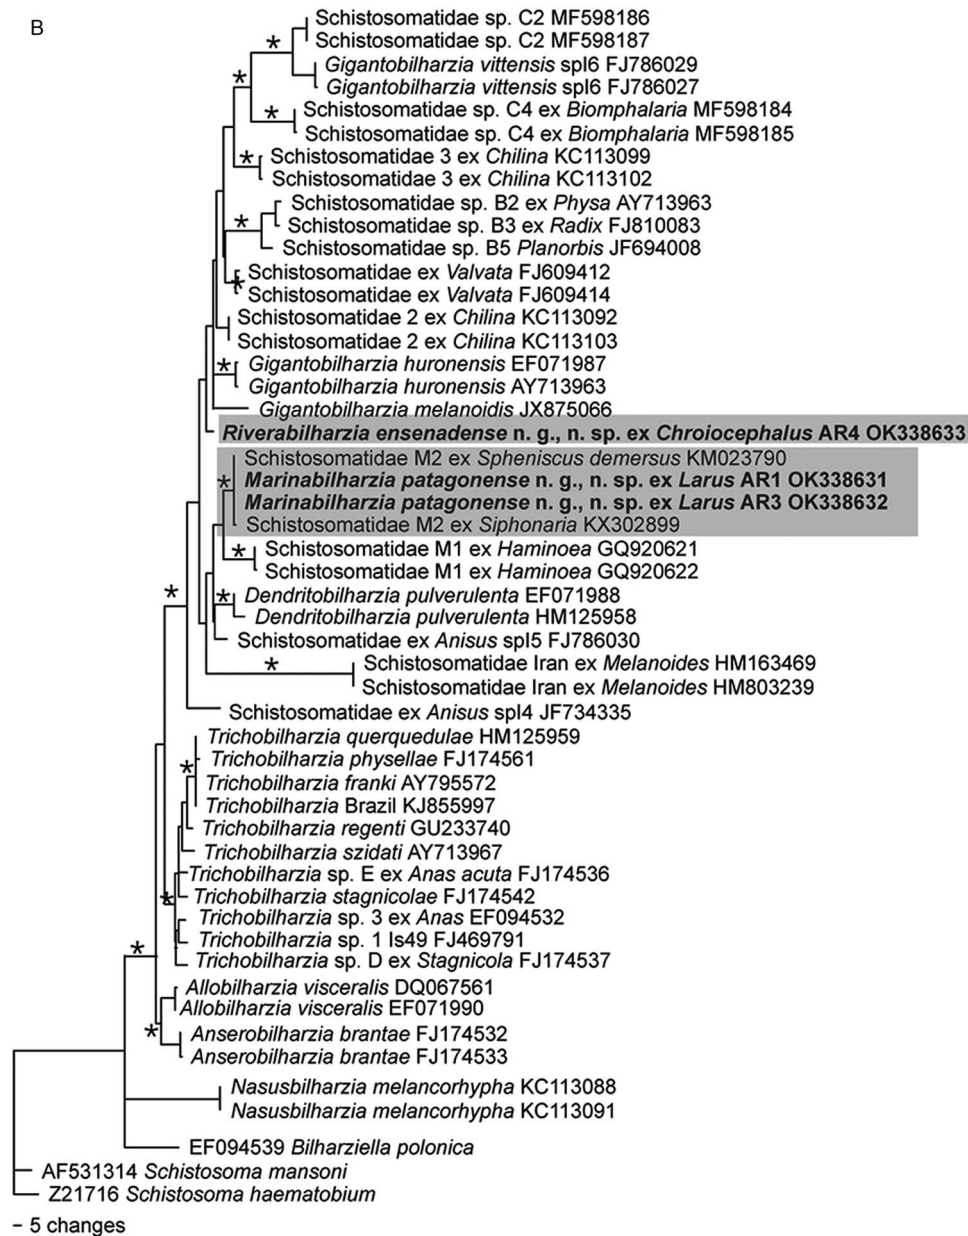 B
Schistosomatidae sp. C2 MF598186
Schistosomatidae sp. C2 MF598187
Gigantobilharzia vittensis spl6 FJ786029
Gigantobilharzia vittensis spl6 FJ786027
Schistosomatidae sp. C4 ex Biomphalaria MF598184
Schistosomatidae sp. C4 ex Biomphalaria MF598185
Schistosomatidae 3 ex Chilina KC113099
Schistosomatidae 3 ex Chilina KC113102
Schistosomatidae sp. B2 ex Physa AY713963
Schistosomatidae sp. B3 ex Radix FJ810083
Schistosomatidae sp. B5 Planorbis JF694008
Schistosomatidae ex Valvata FJ609412
Schistosomatidae ex Valvata FJ609414
Schistosomatidae 2 ex Chilina KC113092
Schistosomatidae 2 ex Chilina KC113103
Gigantobilharzia huronensis EF071987
Gigantobilharzia huronensis AY713963
Gigantobilharzia melanoidis JX875066
Riverabilharzia ensenadense n. g., n. sp. ex Chroiocephalus AR4 OK338633
Schistosomatidae M2 ex Spheniscus demersus KM023790
Marinabilharzia patagonense n. g., n. sp. ex Larus AR1 OK338631
Marinabilharzia patagonense n. g., n. sp. ex Larus AR3 OK338632
Schistosomatidae M2 ex Siphonaria KX302899
Schistosomatidae M1 ex Haminoea GQ920621
Schistosomatidae M1 ex Haminoea GQ920622
Dendritobilharzia pulverulenta EF071988
Dendritobilharzia pulverulenta HM125958
Schistosomatidae ex Anisus spl5 FJ786030
Schistosomatidae Iran ex Melanoides HM163469
Schistosomatidae Iran ex Melanoides HM803239
Schistosomatidae ex Anisus spl4 JF734335
Trichobilharzia querquedulae HM125959
Trichobilharzia physellae FJ174561
Trichobilharzia franki AY795572
Trichobilharzia Brazil KJ855997
Trichobilharzia regenti GU233740
Trichobilharzia szidati AY713967
Trichobilharzia sp. E ex Anas acuta FJ174536
Trichobilharzia stagnicolae FJ174542
Trichobilharzia sp. 3 ex Anas EF094532
Trichobilharzia sp. 1 Is49 FJ469791
Trichobilharzia sp. D ex Stagnicola FJ174537
Allobilharzia visceralis DQ067561
Allobilharzia visceralis EF071990
Anserobilharzia brantae FJ174532
Anserobilharzia brantae FJ174533
Nasusbilharzia melancorhypha KC113088
Nasusbilharzia melancorhypha KC113091
EF094539 Bilharziella polonica
AF531314 Schistosoma mansoni
Z21716 Schistosoma haematobium
5 changes